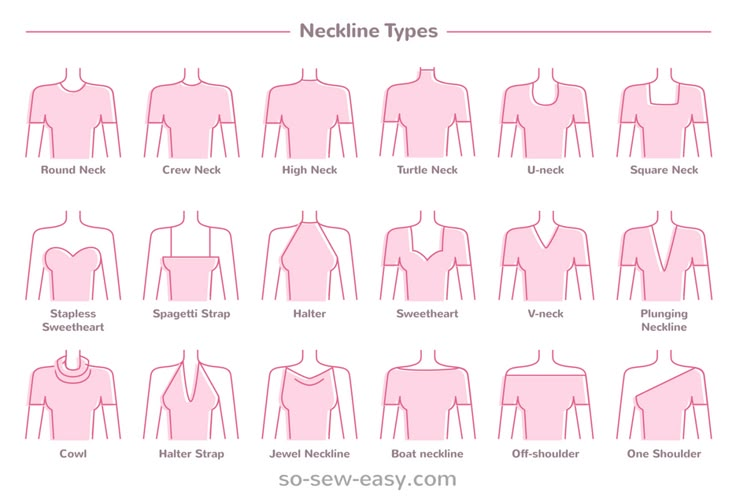 Neckline Types
Round Neck
Crew Neck
High Neck
Turtle Neck
U-neck
Square Neck
Stapless
Sweetheart
Spagetti Strap
Halter
Sweetheart
V-neck
Plunging
Neckline
Cowl
Halter Strap
Jewel Neckline
Boat neckline
Off-shoulder
One Shoulder
so-sew-easy.com